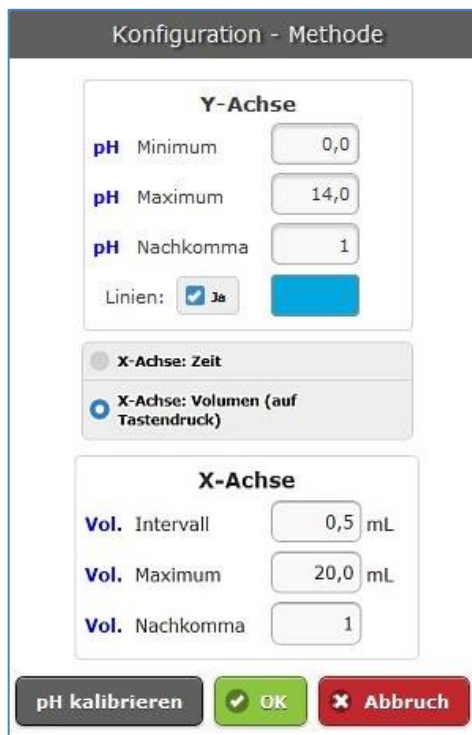 Konfiguration - Methode
Y-Achse
pH Minimum 0,0
pH Maximum 14,0
pH Nachkomma 1
Linien: Ja
X-Achse: Zeit
X-Achse: Volumen (auf
Tastendruck)
X-Achse
Vol. Intervall 0,5 mL
Vol. Maximum 20,0 mL
Vol. Nachkomma 1
pH kalibrieren OK Abbruch